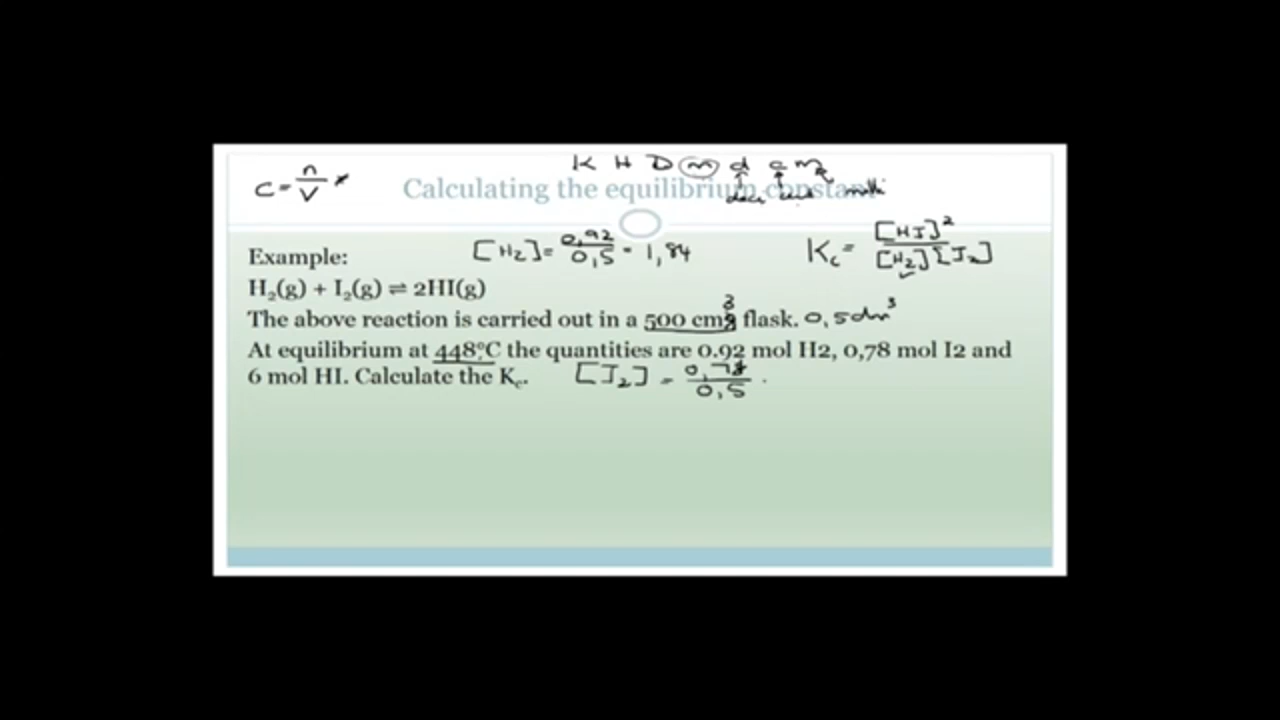 K H D m d c m
C = n/V *
Calculating the equilibrium constant
deci milli
[H2] = 0,92/0,5 = 1,84
Kc = [HI]²/[H2][I2]
Example:
H₂(g) + I₂(g) ⇌ 2HI(g)
The above reaction is carried out in a 500 cm3 flask. 0,5dm³
At equilibrium at 448°C the quantities are 0.92 mol H2, 0,78 mol I2 and
6 mol HI. Calculate the Kc.
[I2] = 0,78/0,5